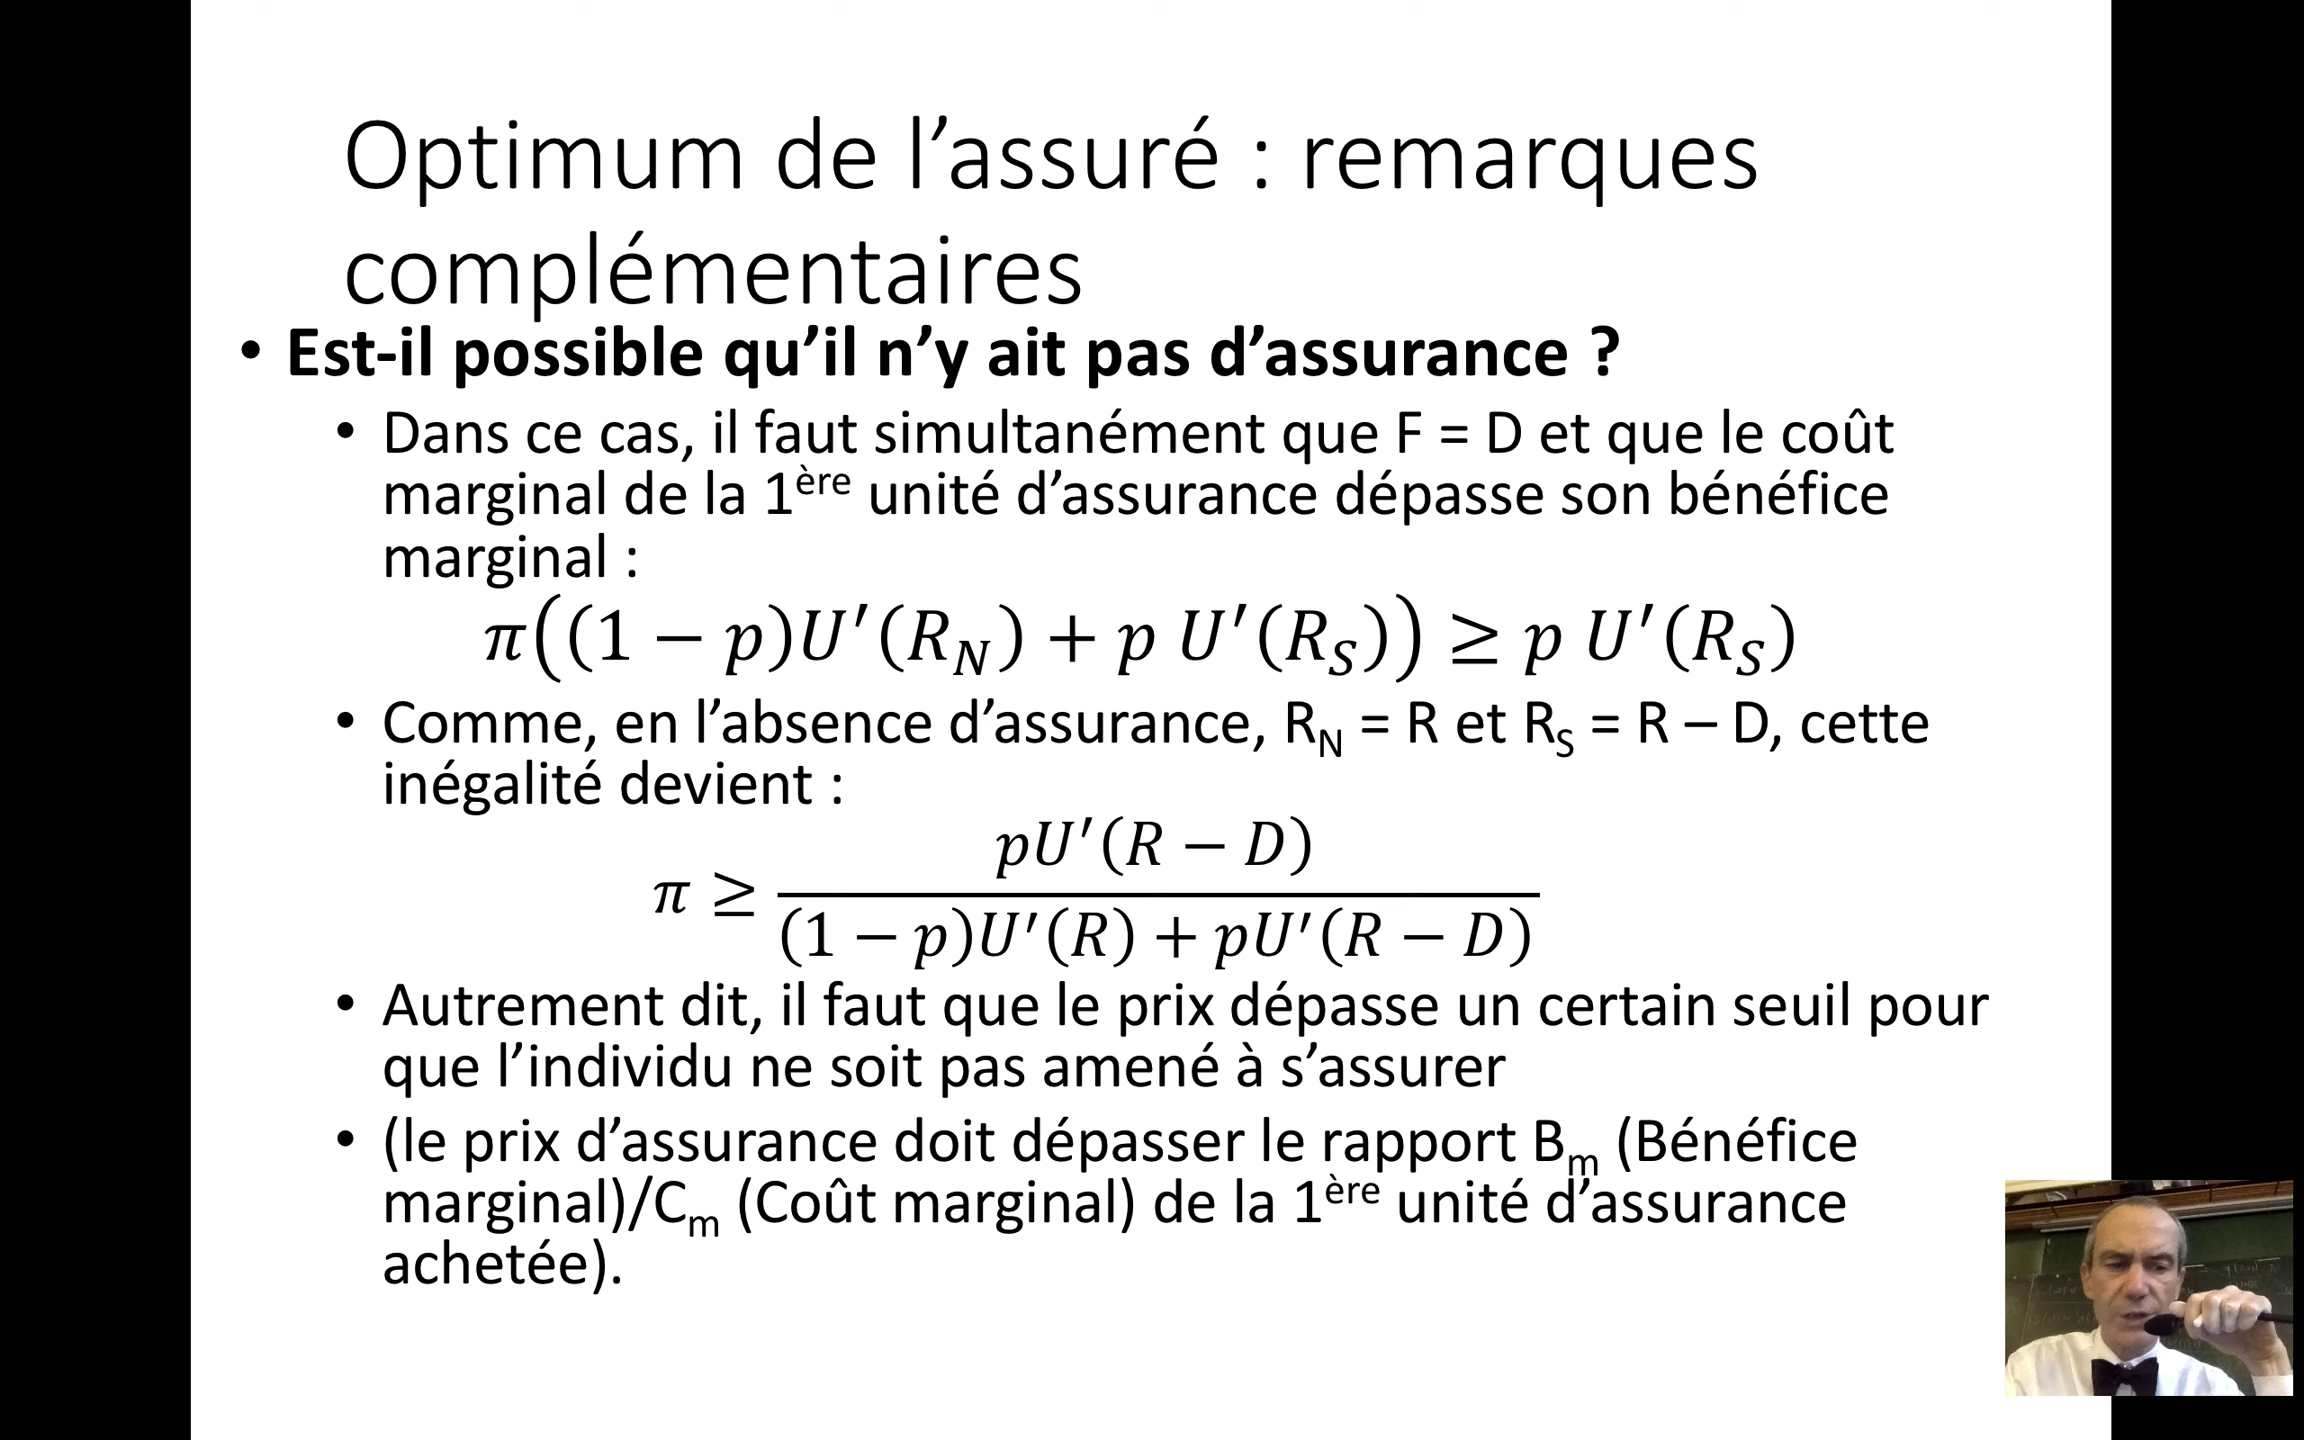 Optimum de l’assuré : remarques
complémentaires
• Est-il possible qu’il n’y ait pas d’assurance ?
• Dans ce cas, il faut simultanément que F = D et que le coût
marginal de la 1ère unité d’assurance dépasse son bénéfice
marginal :
π((1 − p)U′(R_N) + p U′(R_S)) ≥ p U′(R_S)
• Comme, en l’absence d’assurance, R_N = R et R_S = R – D, cette
inégalité devient :
π ≥ pU′(R − D) / ((1 − p)U′(R) + pU′(R − D))
• Autrement dit, il faut que le prix dépasse un certain seuil pour
que l’individu ne soit pas amené à s’assurer
• (le prix d’assurance doit dépasser le rapport B_m (Bénéfice
marginal)/C_m (Coût marginal) de la 1ère unité d’assurance
achetée).